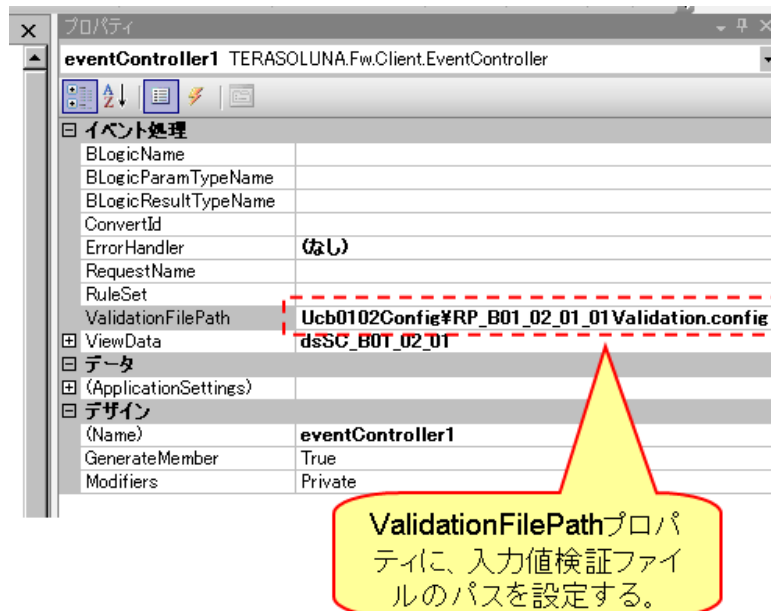 プロパティ
eventController1 TERASOLUNA.Fw.Client.EventController
イベント処理
BLogicName
BLogicParamTypeName
BLogicResultTypeName
ConvertId
ErrorHandler (なし)
RequestName
RuleSet
ValidationFilePath Ucb0102Config¥RP_B01_02_01_01Validation.config
ViewData dsSC_B01_02_01
データ
(ApplicationSettings)
デザイン
(Name) eventController1
GenerateMember True
Modifiers Private
ValidationFilePathプロパ
ティに、入力値検証ファイ
ルのパスを設定する。